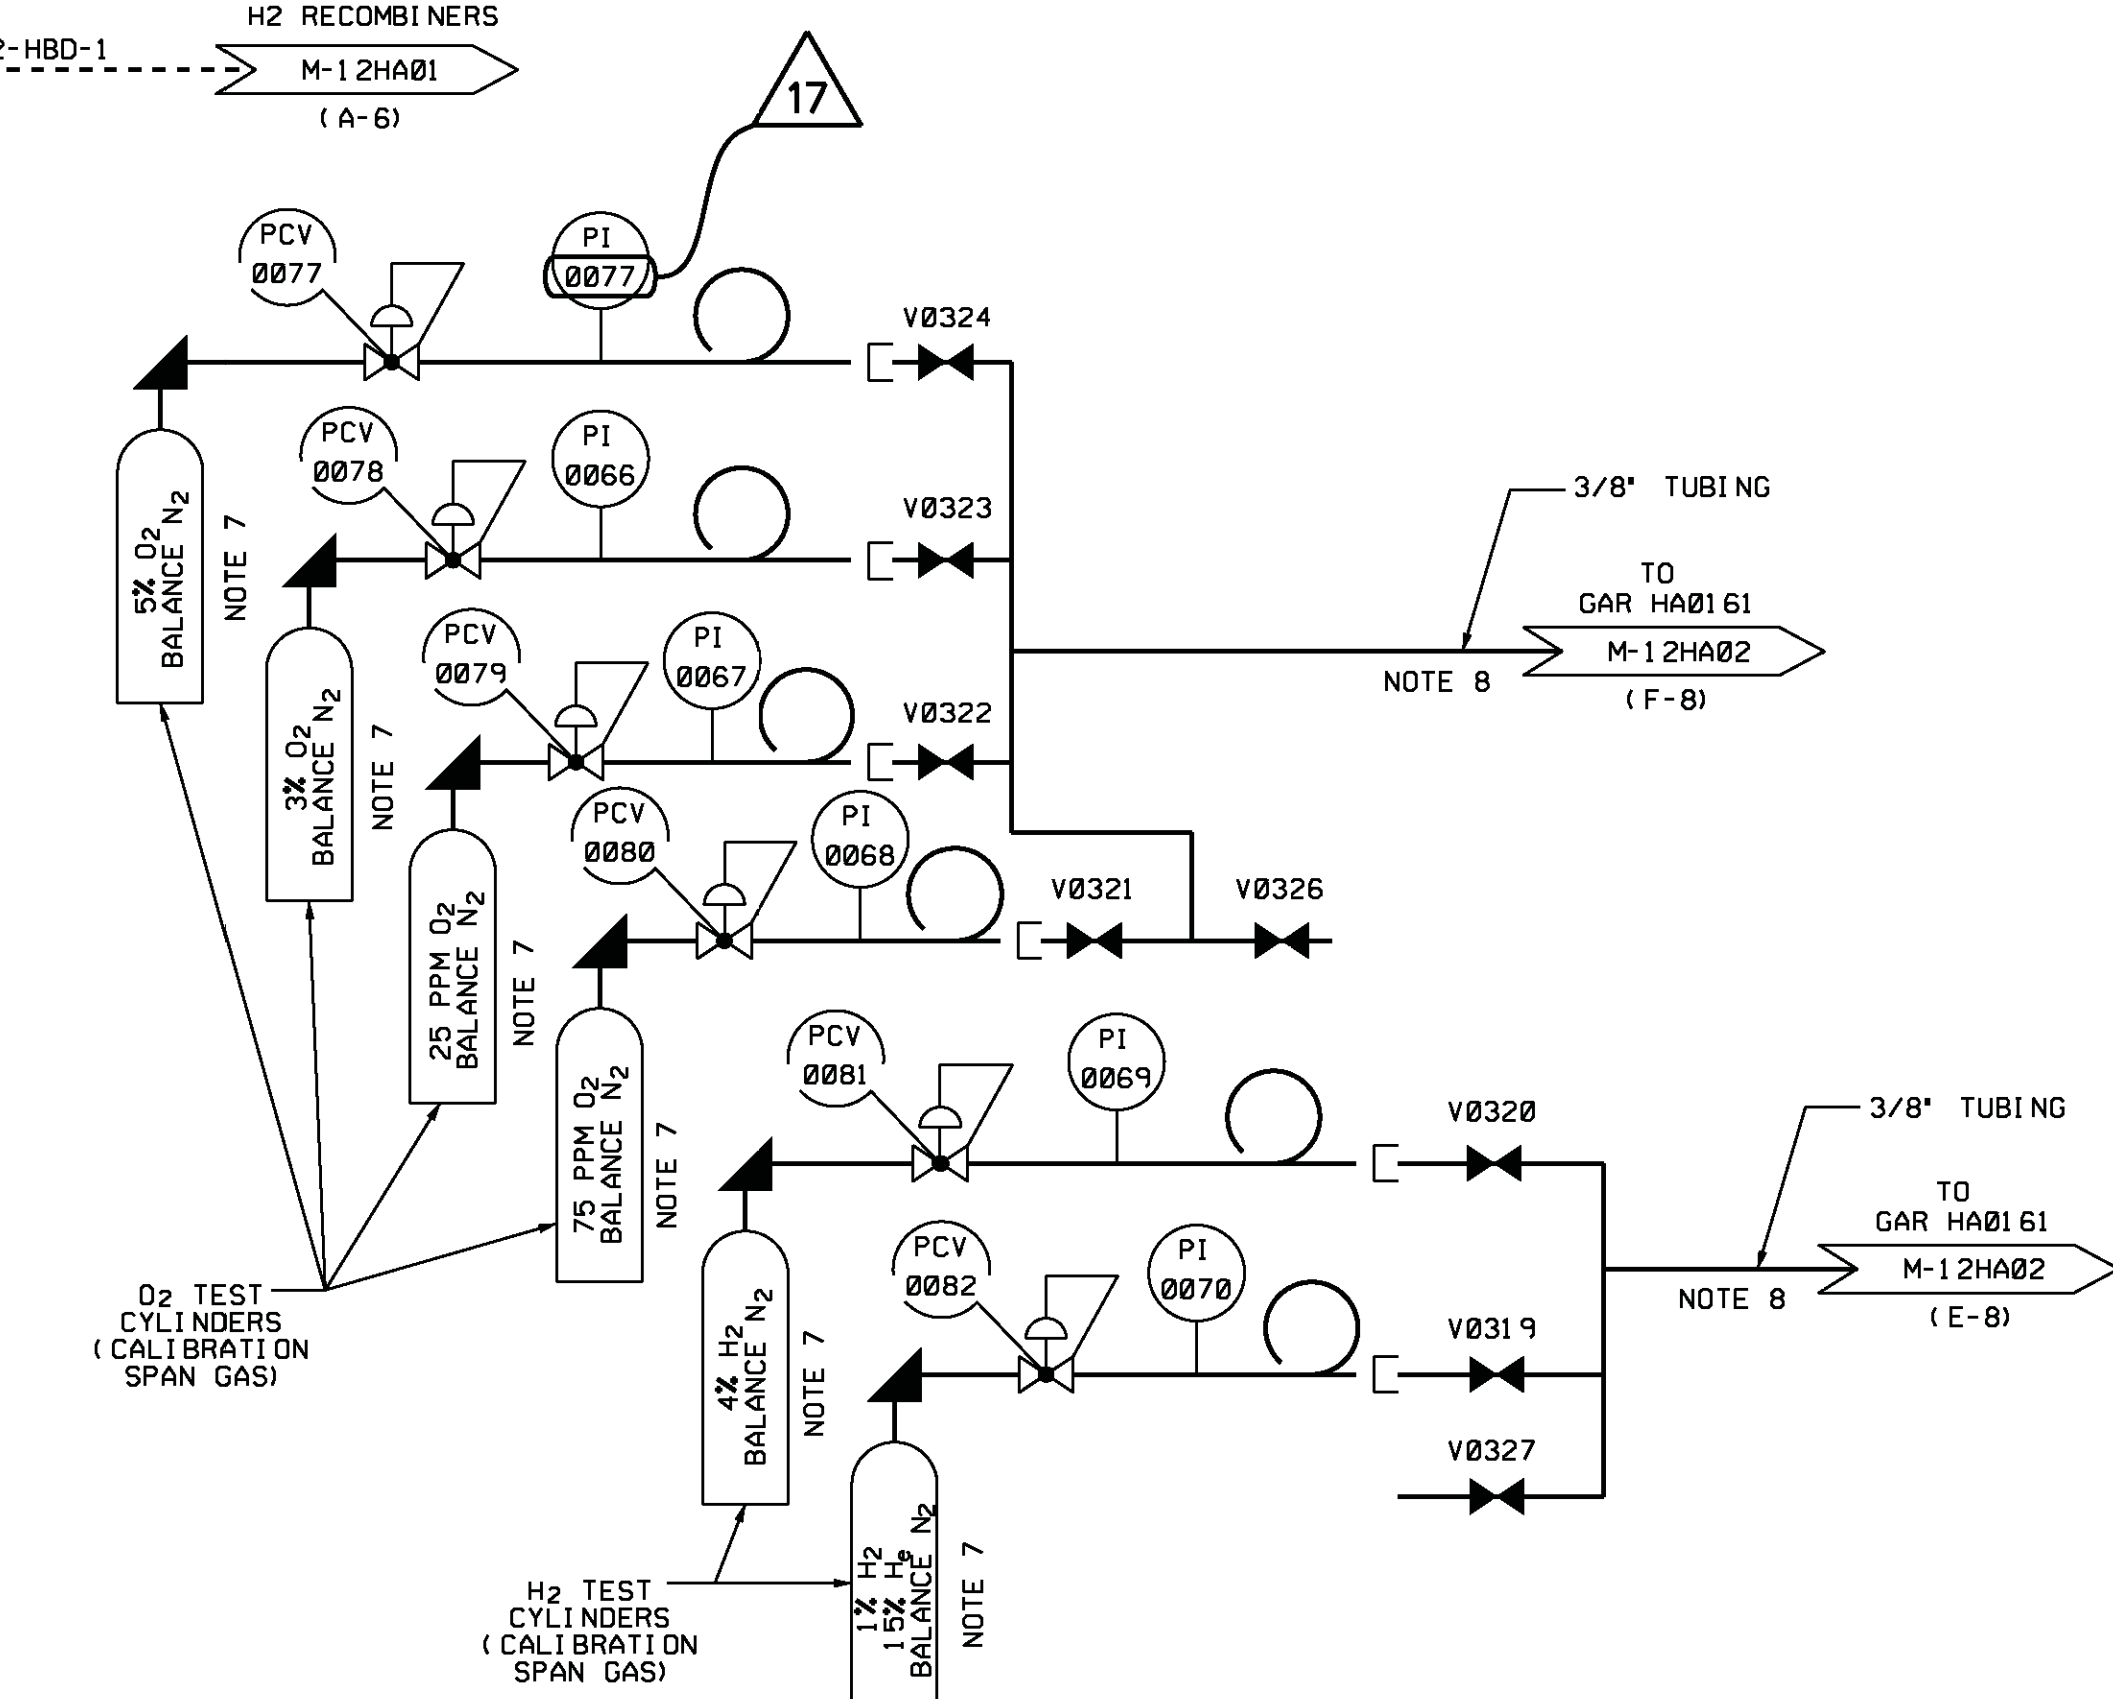 H2 RECOMBINERS
2-HBD-1
M-12HA01
(A-6)
17
PCV
0077
PI
0077
V0324
5% O2
BALANCE N2
NOTE 7
PCV
0078
PI
0066
V0323
3% O2
BALANCE N2
NOTE 7
3/8" TUBING
TO
GAR HA0161
M-12HA02
(F-8)
NOTE 8
PCV
0079
PI
0067
V0322
25 PPM O2
BALANCE N2
NOTE 7
PCV
0080
PI
0068
V0321
V0326
75 PPM O2
BALANCE N2
NOTE 7
PCV
0081
PI
0069
V0320
3/8" TUBING
TO
GAR HA0161
M-12HA02
(E-8)
NOTE 8
O2 TEST
CYLINDERS
(CALIBRATION
SPAN GAS)
4% H2
BALANCE N2
NOTE 7
PCV
0082
PI
0070
V0319
V0327
1% H2
15% He
BALANCE N2
NOTE 7
H2 TEST
CYLINDERS
(CALIBRATION
SPAN GAS)